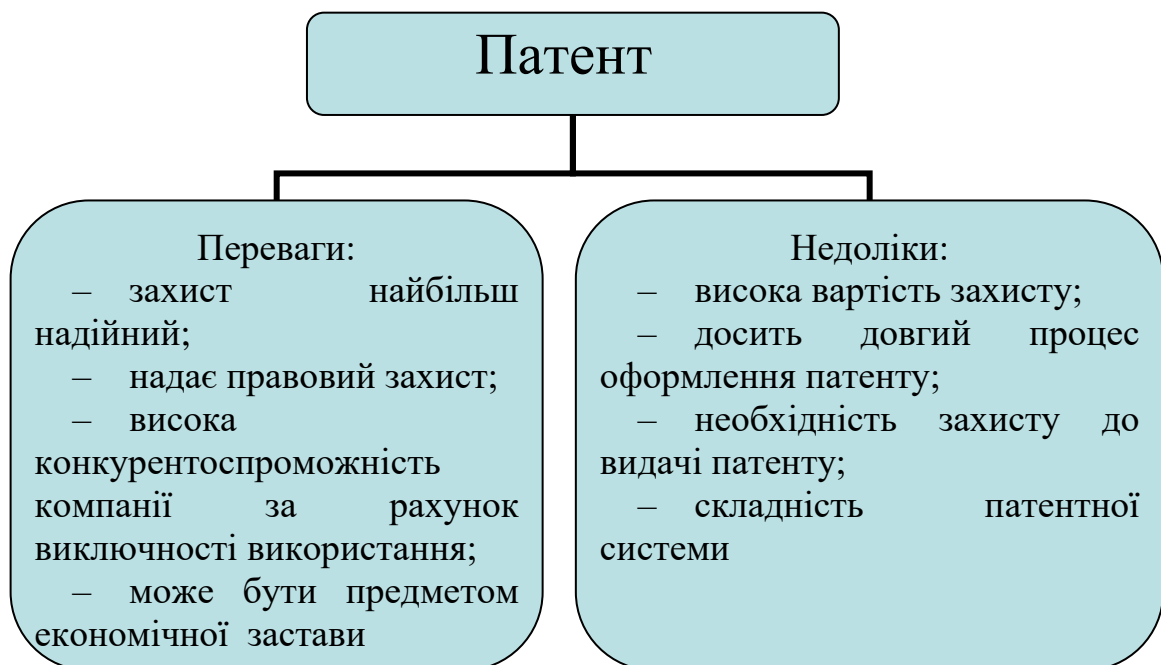 Патент
Переваги:
– захист найбільш
надійний;
– надає правовий захист;
– висока
конкурентоспроможність
компанії за рахунок
виключності використання;
– може бути предметом
економічної застави
Недоліки:
– висока вартість захисту;
– досить довгий процес
оформлення патенту;
– необхідність захисту до
видачі патенту;
– складність патентної
системи